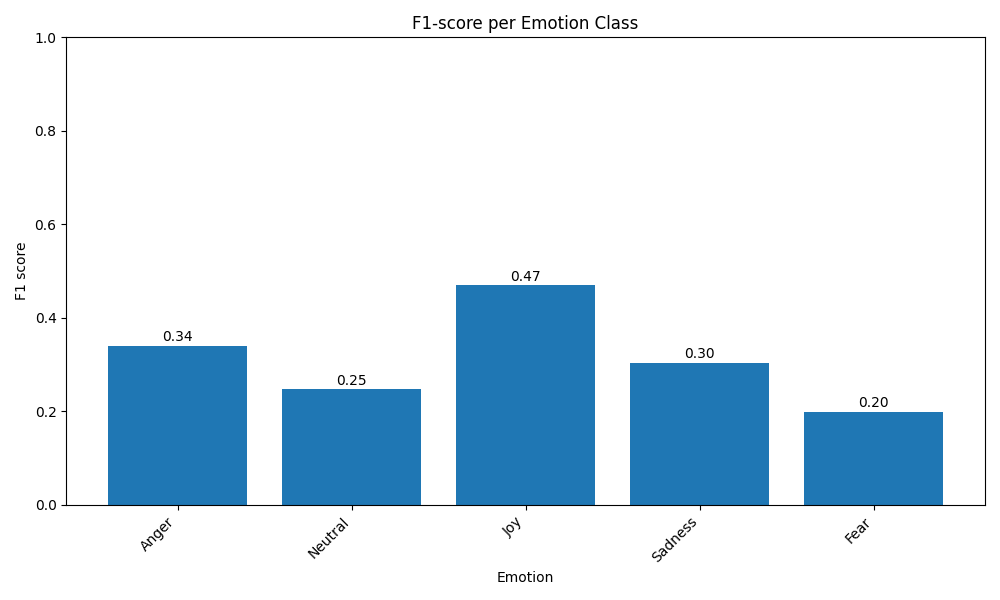 F1-score per Emotion Class
1.0
0.8
0.6
0.4
0.2
0.0
F1 score
0.34
0.25
0.47
0.30
0.20
Anger
Neutral
Joy
Sadness
Fear
Emotion